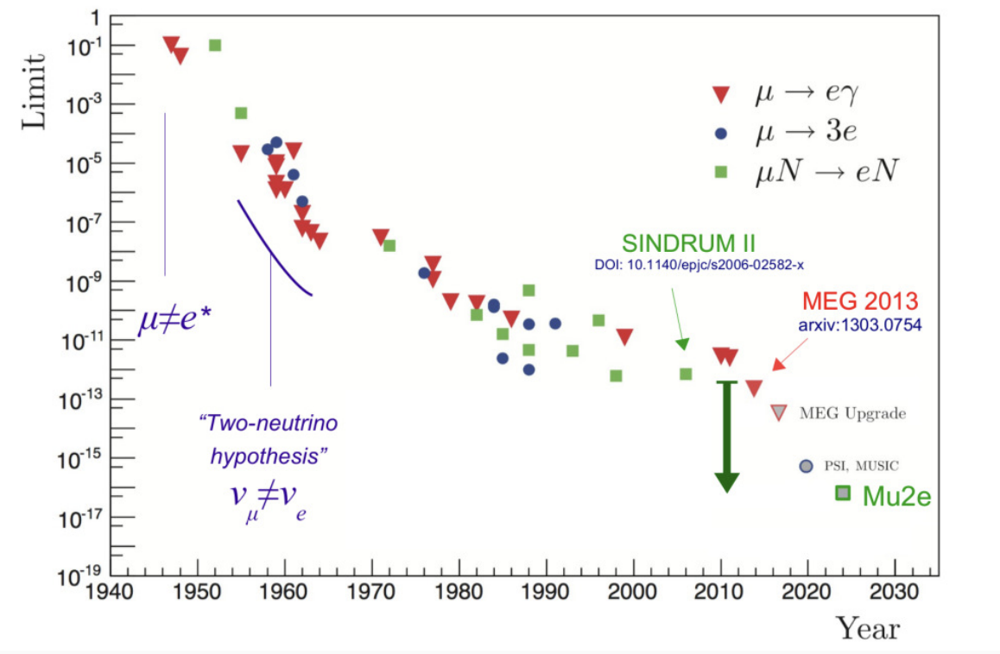 Limit
1
10⁻¹
10⁻³
10⁻⁵
10⁻⁷
10⁻⁹
10⁻¹¹
10⁻¹³
10⁻¹⁵
10⁻¹⁷
10⁻¹⁹
μ → eγ
μ → 3e
μN → eN
SINDRUM II
DOI: 10.1140/epjc/s2006-02582-x
MEG 2013
arxiv:1303.0754
μ≠e*
“Two-neutrino
hypothesis”
ν_μ≠ν_e
MEG Upgrade
PSI, MUSIC
Mu2e
1940 1950 1960 1970 1980 1990 2000 2010 2020 2030
Year